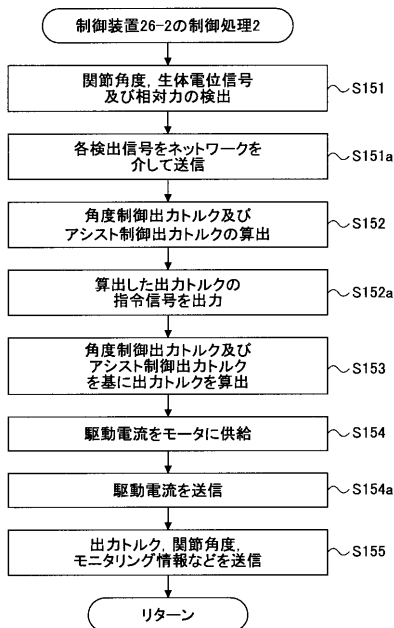 制御装置26-2の制御処理2
関節角度, 生体電位信号
及び相対力の検出
S151
各検出信号をネットワークを
介して送信
S151a
角度制御出力トルク及び
アシスト制御出力トルクの算出
S152
算出した出力トルクの
指令信号を出力
S152a
角度制御出力トルク及び
アシスト制御出力トルク
を基に出力トルクを算出
S153
駆動電流をモータに供給
S154
駆動電流を送信
S154a
出力トルク, 関節角度,
モニタリング情報などを送信
S155
リターン